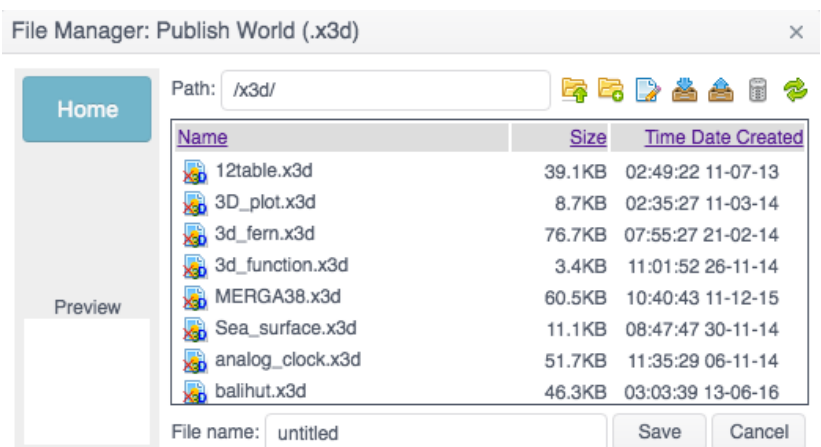 File Manager: Publish World (.x3d) ×
Home
Path: /x3d/
Name Size Time Date Created
12table.x3d 39.1KB 02:49:22 11-07-13
3D_plot.x3d 8.7KB 02:35:27 11-03-14
3d_fern.x3d 76.7KB 07:55:27 21-02-14
3d_function.x3d 3.4KB 11:01:52 26-11-14
MERGA38.x3d 60.5KB 10:40:43 11-12-15
Sea_surface.x3d 11.1KB 08:47:47 30-11-14
analog_clock.x3d 51.7KB 11:35:29 06-11-14
balihut.x3d 46.3KB 03:03:39 13-06-16
Preview
File name: untitled Save Cancel